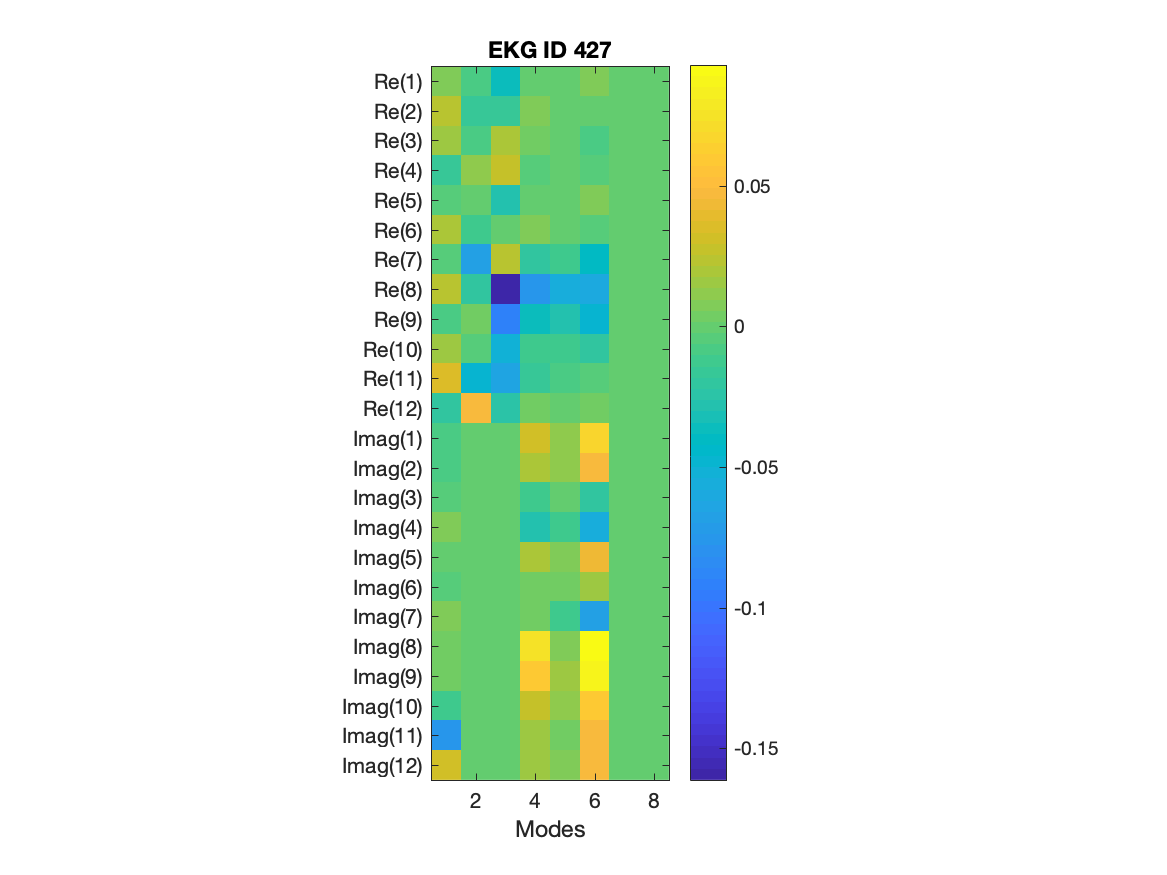 EKG ID 427
Re(1)
Re(2)
Re(3)
Re(4)
Re(5)
Re(6)
Re(7)
Re(8)
Re(9)
Re(10)
Re(11)
Re(12)
Imag(1)
Imag(2)
Imag(3)
Imag(4)
Imag(5)
Imag(6)
Imag(7)
Imag(8)
Imag(9)
Imag(10)
Imag(11)
Imag(12)
2 4 6 8
Modes
0.05
0
-0.05
-0.1
-0.15